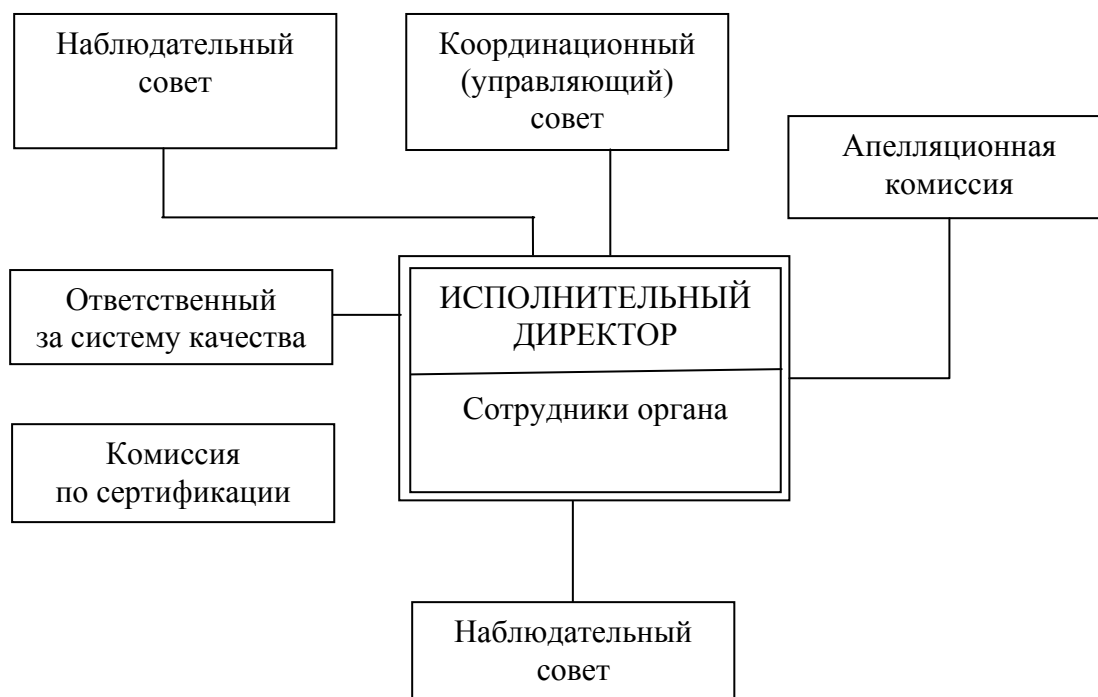 Наблюдательный
совет
Координационный
(управляющий)
совет
Апелляционная
комиссия
Ответственный
за систему качества
ИСПОЛНИТЕЛЬНЫЙ
ДИРЕКТОР
Сотрудники органа
Комиссия
по сертификации
Наблюдательный
совет